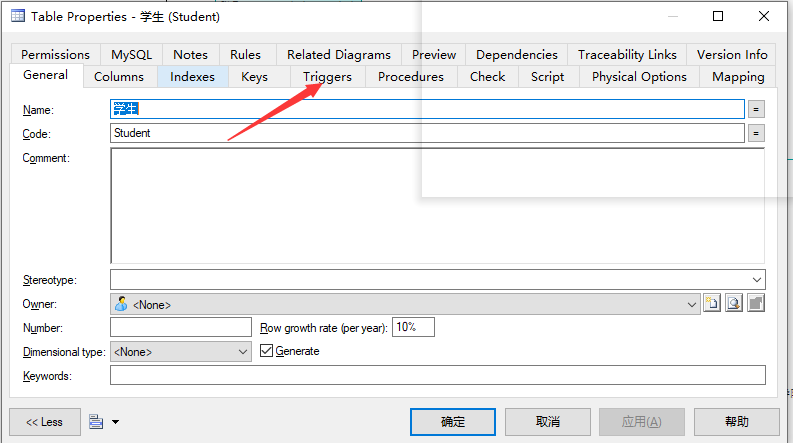 Table Properties - 学生 (Student)
Permissions MySQL Notes Rules Related Diagrams Preview Dependencies Traceability Links Version Info
General Columns Indexes Keys Triggers Procedures Check Script Physical Options Mapping
Name: 学生 =
Code: Student =
Comment:
Stereotype:
Owner: <None>
Number: Row growth rate (per year): 10%
Dimensional type: <None> Generate
Keywords:
<< Less 确定 取消 应用(A) 帮助